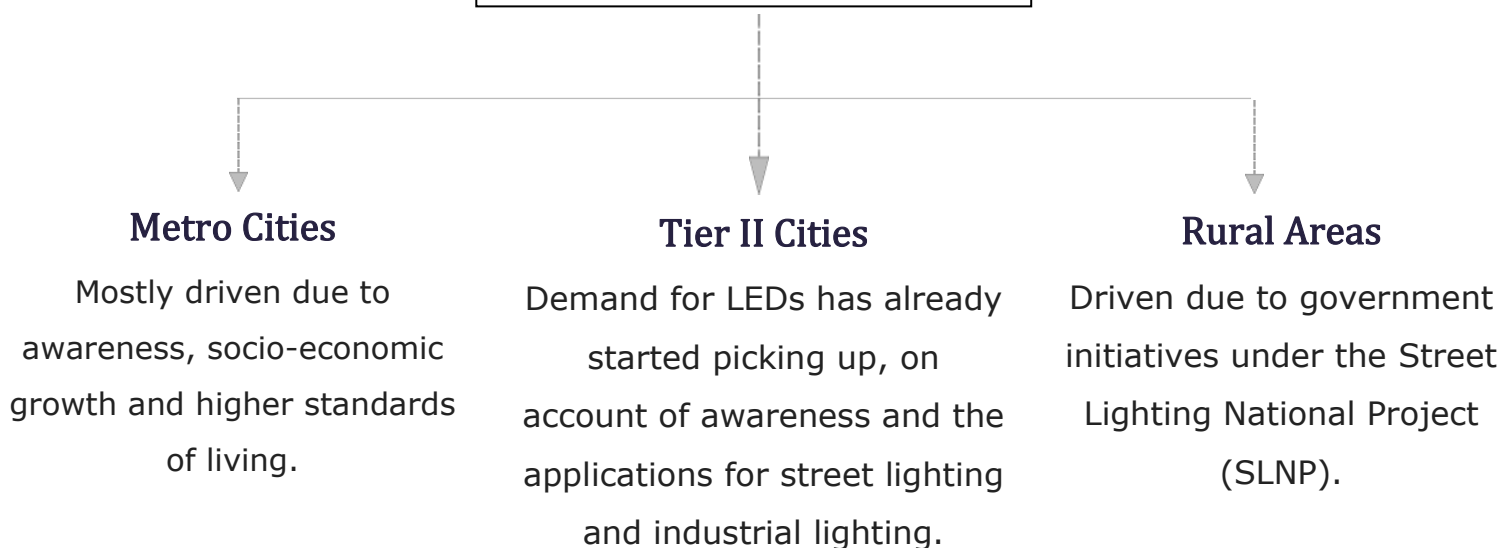 Metro Cities
Mostly driven due to
awareness, socio-economic
growth and higher standards
of living.
Tier II Cities
Demand for LEDs has already
started picking up, on
account of awareness and the
applications for street lighting
and industrial lighting.
Rural Areas
Driven due to government
initiatives under the Street
Lighting National Project
(SLNP).